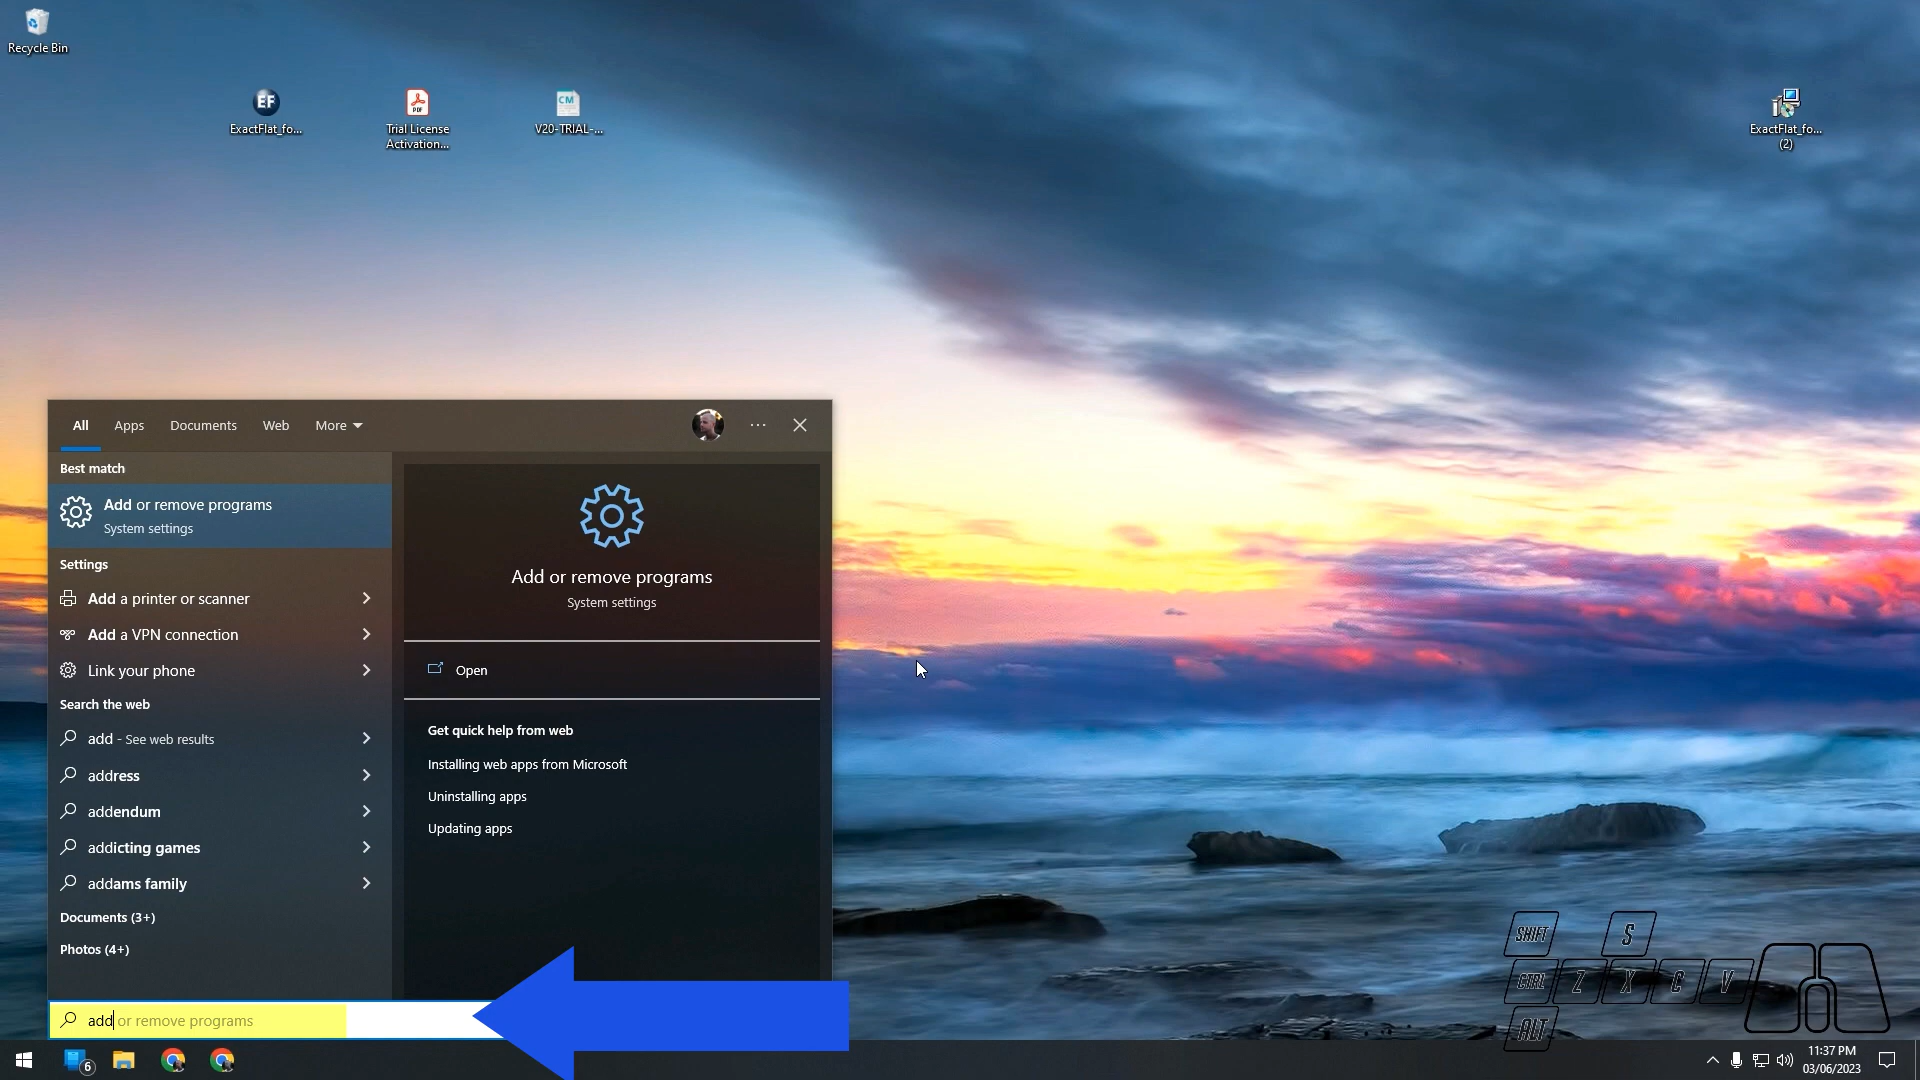 Recycle Bin
EF
ExactFlat_fo...
PDF
Trial License
Activation...
CM
V20-TRIAL-...
ExactFlat_fo...
(2)
All
Apps
Documents
Web
More
Best match
Add or remove programs
System settings
Settings
Add a printer or scanner
Add a VPN connection
Link your phone
Search the web
add - See web results
address
addendum
addicting games
addams family
Documents (3+)
Photos (4+)
Add or remove programs
System settings
Open
Get quick help from web
Installing web apps from Microsoft
Uninstalling apps
Updating apps
add or remove programs
SHIFT
S
CTRL
Z
X
C
V
ALT
6
11:37 PM
03/06/2023